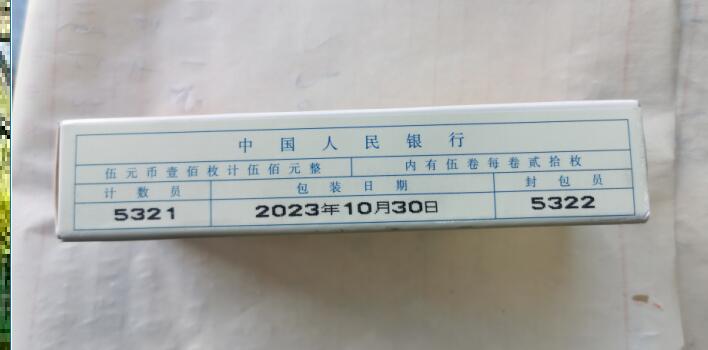 中国人民银行
伍元币壹佰枚计伍佰元整 内有伍卷每卷贰拾枚
计数员 包装日期 封包员
5321 2023年10月30日 5322